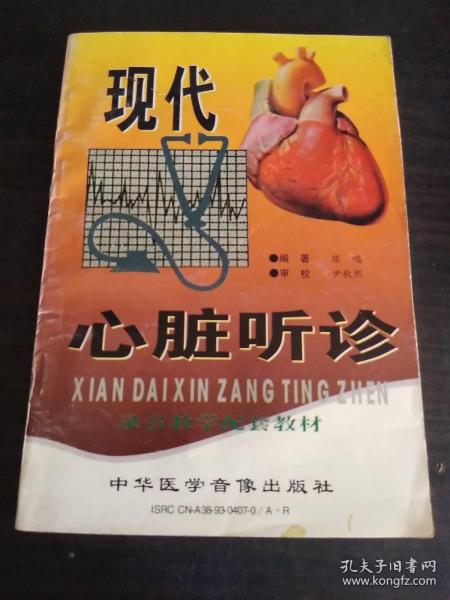 现代
●编 著 陈 鸣
●审 校 尹秋熙
心脏听诊
XIAN DAIXIN ZANG TING ZHEN
录音教学配套教材
中华医学音像出版社
ISRC CN-A38-93-0407-0/A·R
孔夫子旧书网
www.kongfz.com